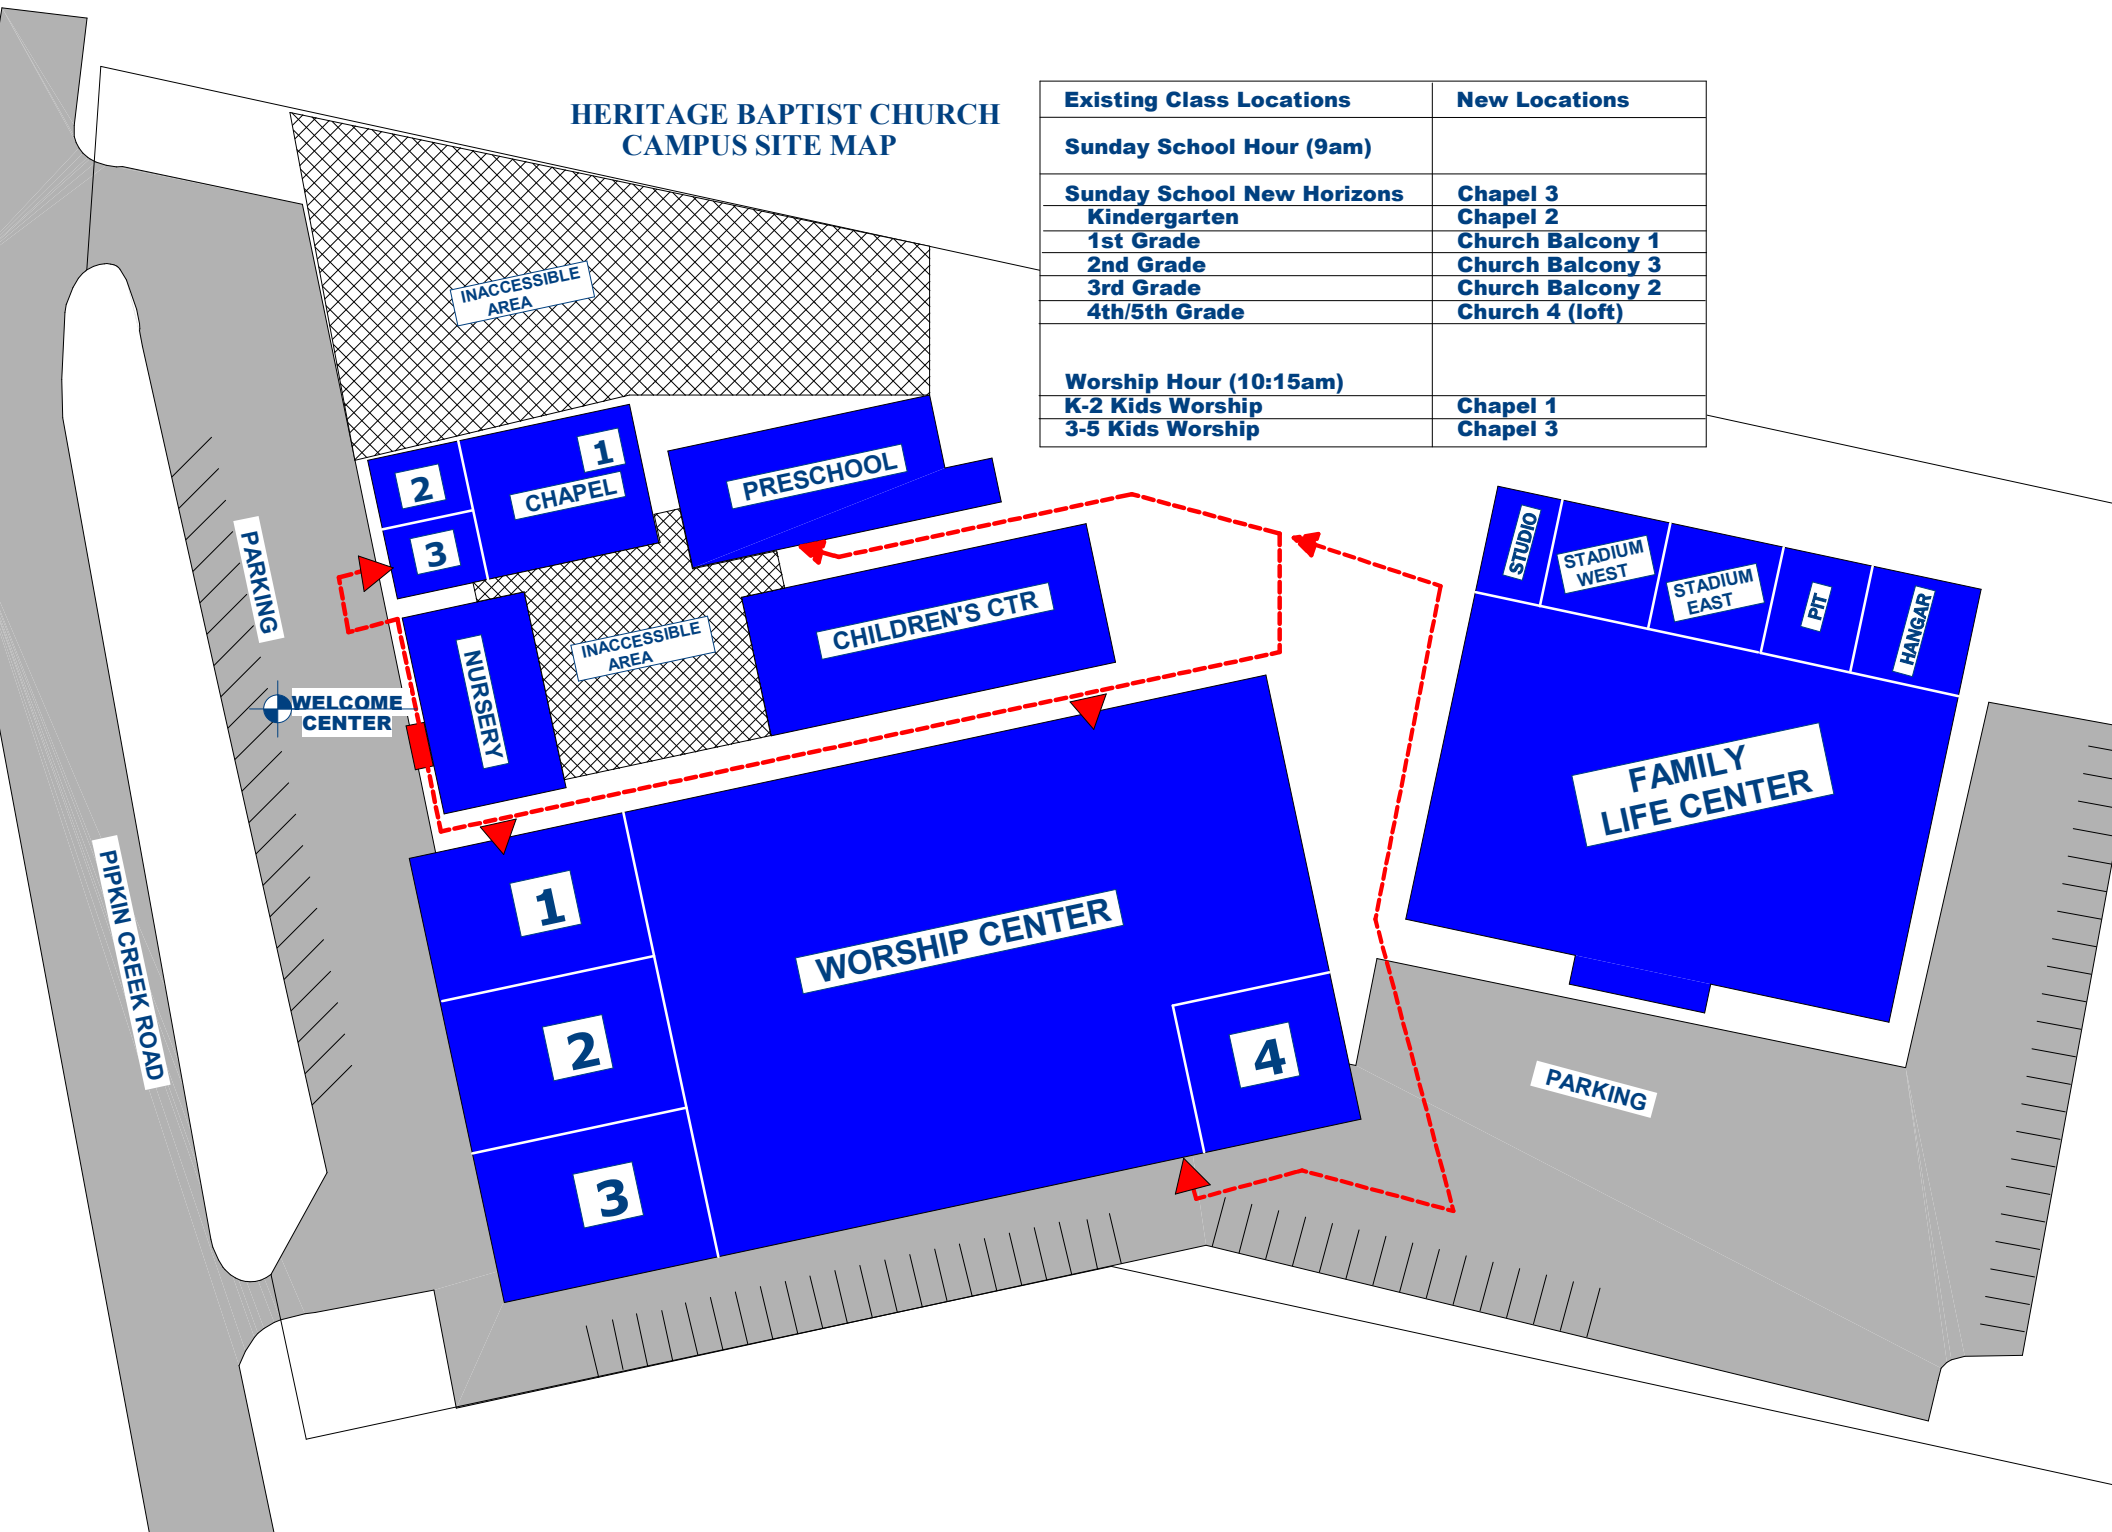 HERITAGE BAPTIST CHURCH
CAMPUS SITE MAP
Existing Class Locations New Locations
Sunday School Hour (9am)
Sunday School New Horizons Chapel 3
Kindergarten Chapel 2
1st Grade Church Balcony 1
2nd Grade Church Balcony 3
3rd Grade Church Balcony 2
4th/5th Grade Church 4 (loft)
Worship Hour (10:15am)
K-2 Kids Worship Chapel 1
3-5 Kids Worship Chapel 3
INACCESSIBLE
AREA
1
CHAPEL
2
3
PRESCHOOL
PARKING
CHILDREN'S CTR
INACCESSIBLE
AREA
NURSERY
WELCOME
CENTER
STUDIO
STADIUM
WEST
STADIUM
EAST
PIT
HANGAR
FAMILY
LIFE CENTER
PIPKIN CREEK ROAD
1
WORSHIP CENTER
2
4
3
PARKING